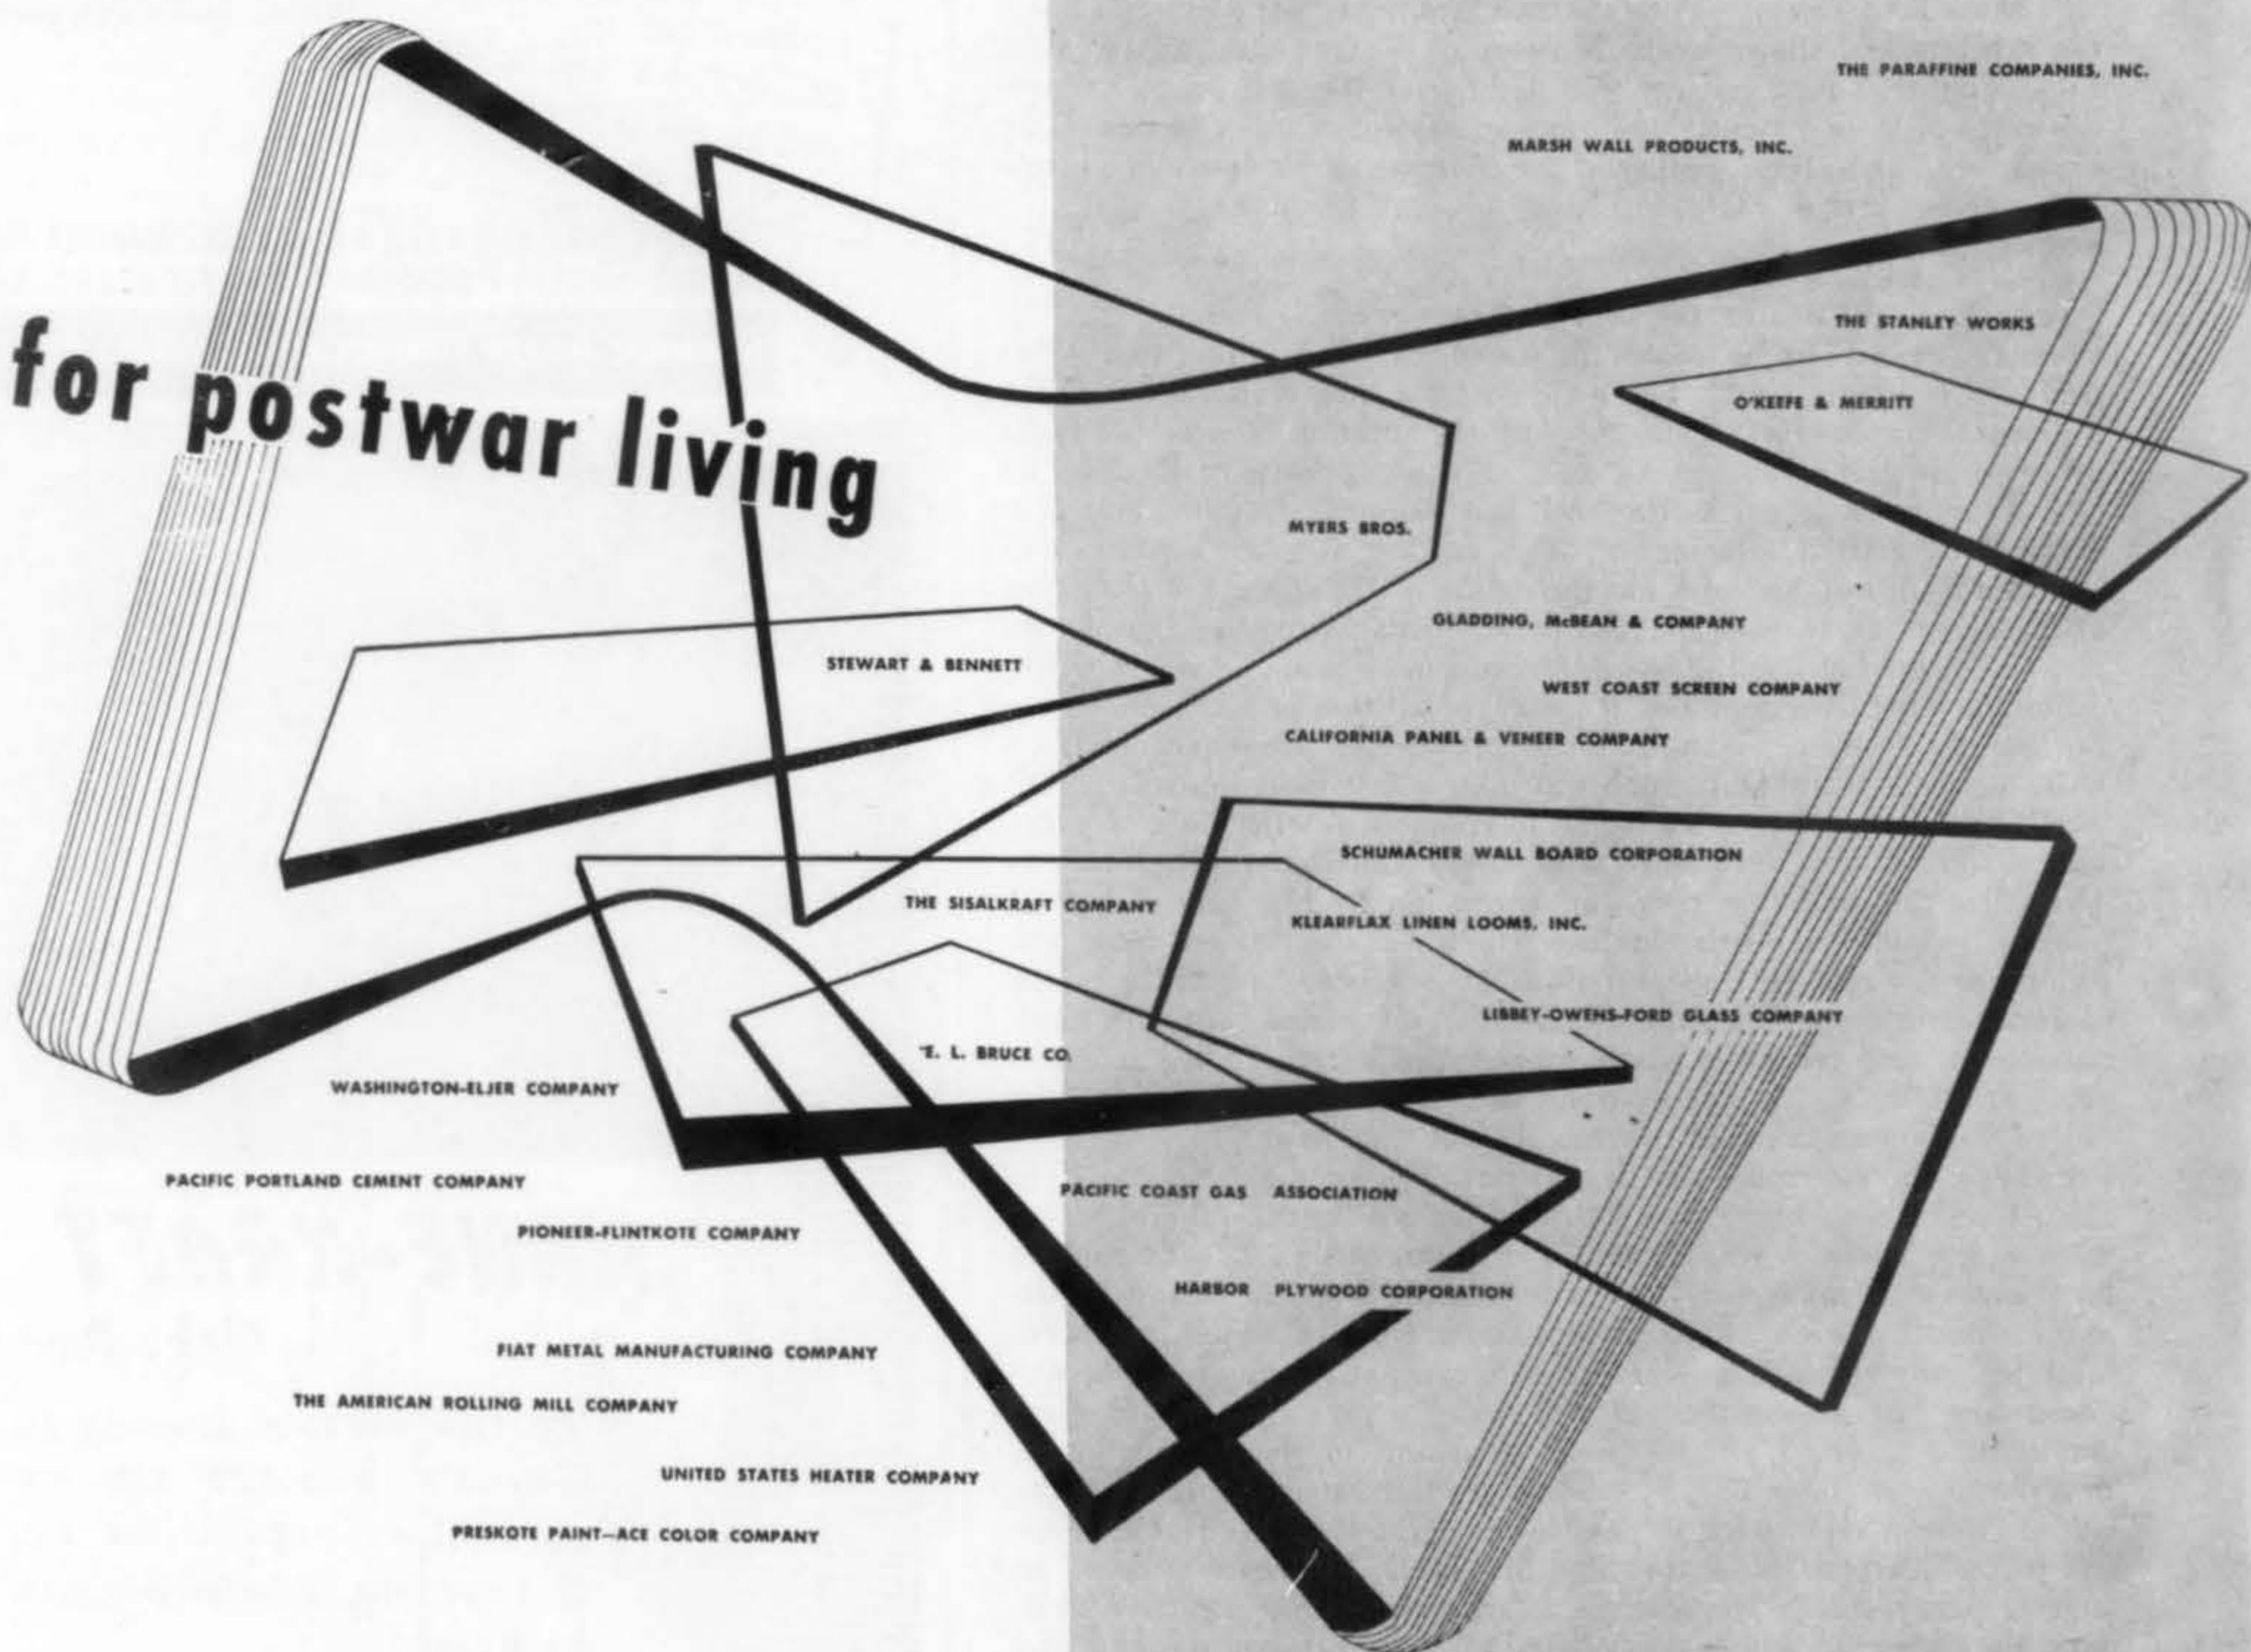 THE PARAFFINE COMPANIES, INC.
MARSH WALL PRODUCTS, INC.
THE STANLEY WORKS
for postwar living
O'KEEFE & MERRITT
MYERS BROS.
GLADDING, McBEAN & COMPANY
STEWART & BENNETT
WEST COAST SCREEN COMPANY
CALIFORNIA PANEL & VENEER COMPANY
SCHUMACHER WALL BOARD CORPORATION
THE SISALKRAFT COMPANY
KLEARFLAX LINEN LOOMS, INC.
LIBBEY-OWENS-FORD GLASS COMPANY
E. L. BRUCE CO.
WASHINGTON-ELJER COMPANY
PACIFIC PORTLAND CEMENT COMPANY
PACIFIC COAST GAS ASSOCIATION
PIONEER-FLINTKOTE COMPANY
HARBOR PLYWOOD CORPORATION
FIAT METAL MANUFACTURING COMPANY
THE AMERICAN ROLLING MILL COMPANY
UNITED STATES HEATER COMPANY
PRESKOTE PAINT—ACE COLOR COMPANY